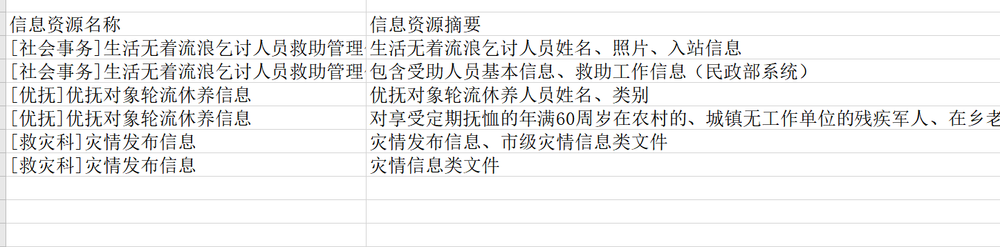 信息资源名称 信息资源摘要
[社会事务]生活无着流浪乞讨人员救助管理 生活无着流浪乞讨人员姓名、照片、入站信息
[社会事务]生活无着流浪乞讨人员救助管理 包含受助人员基本信息、救助工作信息（民政部系统）
[优抚]优抚对象轮流休养信息 优抚对象轮流休养人员姓名、类别
[优抚]优抚对象轮流休养信息 对享受定期抚恤的年满60周岁在农村的、城镇无工作单位的残疾军人、在乡老
[救灾科]灾情发布信息 灾情发布信息、市级灾情信息类文件
[救灾科]灾情发布信息 灾情信息类文件